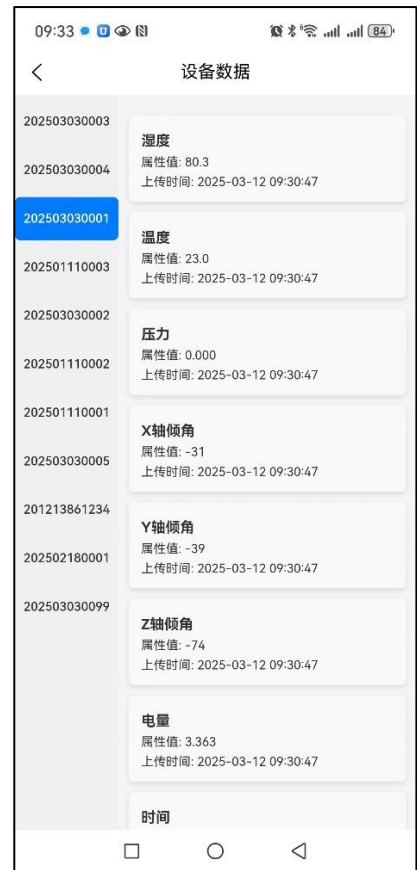 09:33
84
设备数据
202503030003
202503030004
202503030001
202501110003
202503030002
202501110002
202501110001
202503030005
201213861234
202502180001
202503030099
湿度
属性值: 80.3
上传时间: 2025-03-12 09:30:47
温度
属性值: 23.0
上传时间: 2025-03-12 09:30:47
压力
属性值: 0.000
上传时间: 2025-03-12 09:30:47
X轴倾角
属性值: -31
上传时间: 2025-03-12 09:30:47
Y轴倾角
属性值: -39
上传时间: 2025-03-12 09:30:47
Z轴倾角
属性值: -74
上传时间: 2025-03-12 09:30:47
电量
属性值: 3.363
上传时间: 2025-03-12 09:30:47
时间